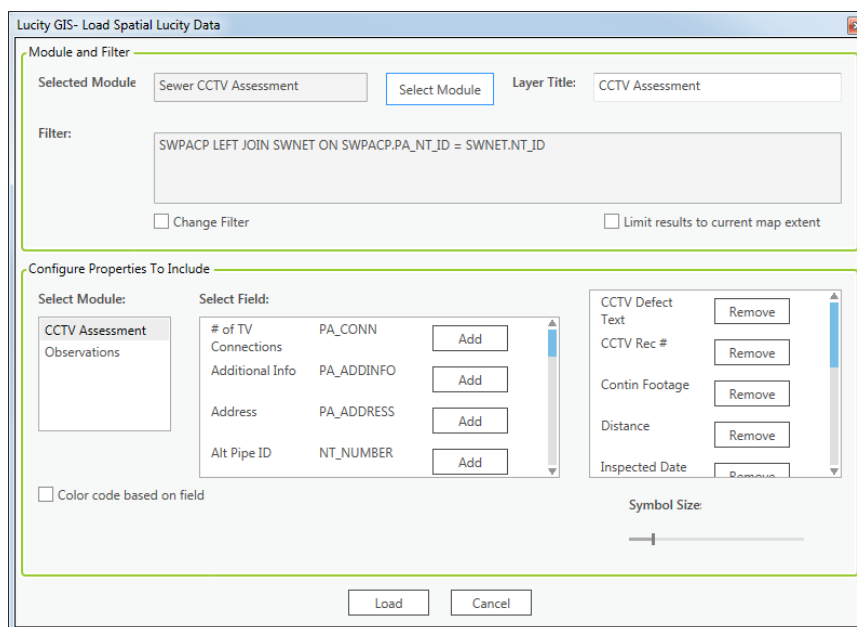 Lucity GIS- Load Spatial Lucity Data
Module and Filter
Selected Module
Sewer CCTV Assessment
Select Module
Layer Title:
CCTV Assessment
Filter:
SWPACP LEFT JOIN SWNET ON SWPACP.PA_NT_ID = SWNET.NT_ID
Change Filter
Limit results to current map extent
Configure Properties To Include
Select Module:
CCTV Assessment
Observations
Select Field:
# of TV Connections PA_CONN Add
Additional Info PA_ADDINFO Add
Address PA_ADDRESS Add
Alt Pipe ID NT_NUMBER Add
CCTV Defect Text Remove
CCTV Rec # Remove
Contin Footage Remove
Distance Remove
Inspected Date Remove
Color code based on field
Symbol Size:
Load
Cancel